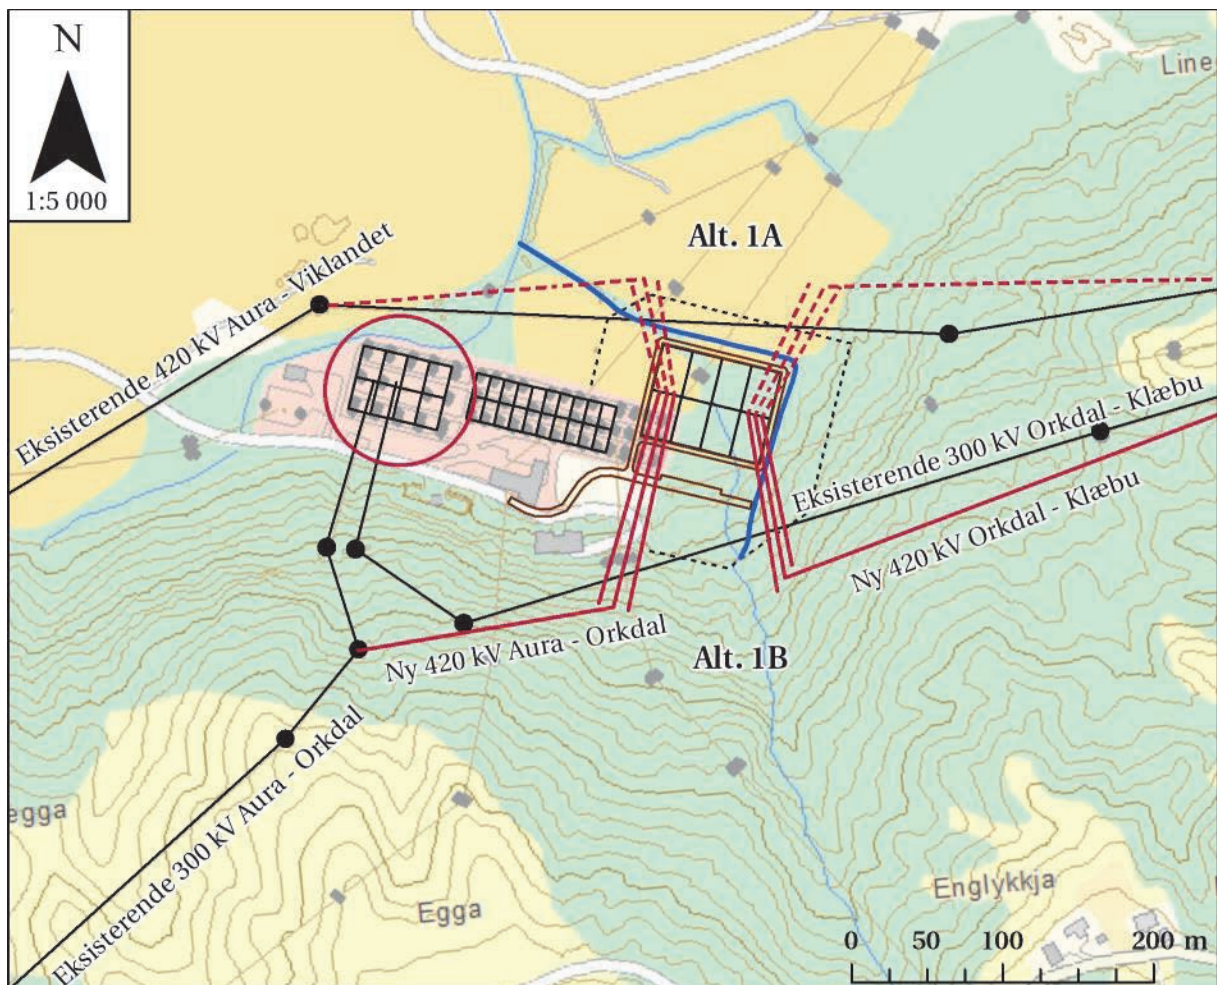 N
1:5 000
Line
Alt. 1A
Eksisterende 420 kV Aura - Viklandet
Eksisterende 300 kV Orkdal - Klæbu
Ny 420 kV Orkdal - Klæbu
Ny 420 kV Aura - Orkdal
Alt. 1B
Eksisterende 300 kV Aura - Orkdal
egga
Egga
Englykkja
0 50 100 200 m